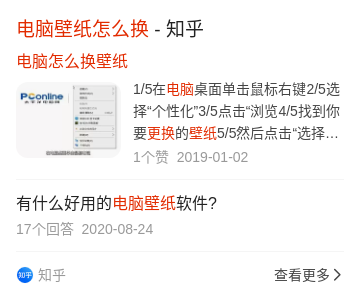 电脑壁纸怎么换 - 知乎
电脑怎么换壁纸
PConline
1/5在电脑桌面单击鼠标右键2/5选
择“个性化”3/5点击“浏览4/5找到你
要更换的壁纸5/5然后点击“选择…
1个赞 2019-01-02
有什么好用的电脑壁纸软件?
17个回答 2020-08-24
知乎 知乎
查看更多